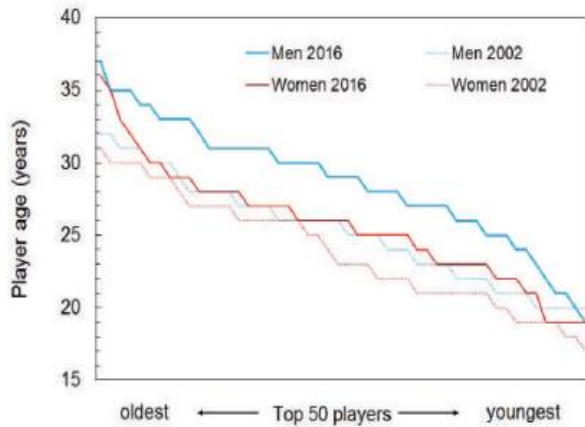 40
35
30
25
20
15
Player age (years)
Men 2016
Men 2002
Women 2016
Women 2002
oldest
Top 50 players
youngest